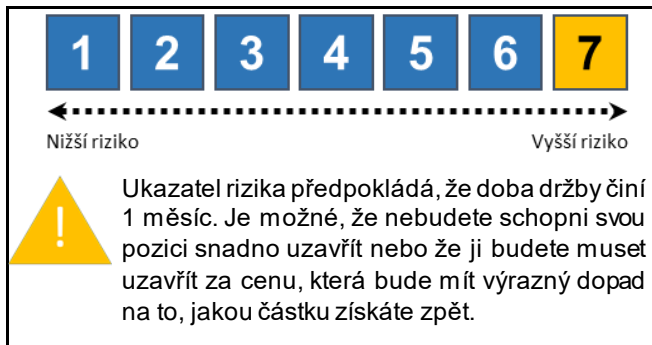 1 2 3 4 5 6 7
Nižší riziko Vyšší riziko
Ukazatel rizika předpokládá, že doba držby činí
1 měsíc. Je možné, že nebudete schopni svou
pozici snadno uzavřít nebo že ji budete muset
uzavřít za cenu, která bude mít výrazný dopad
na to, jakou částku získáte zpět.